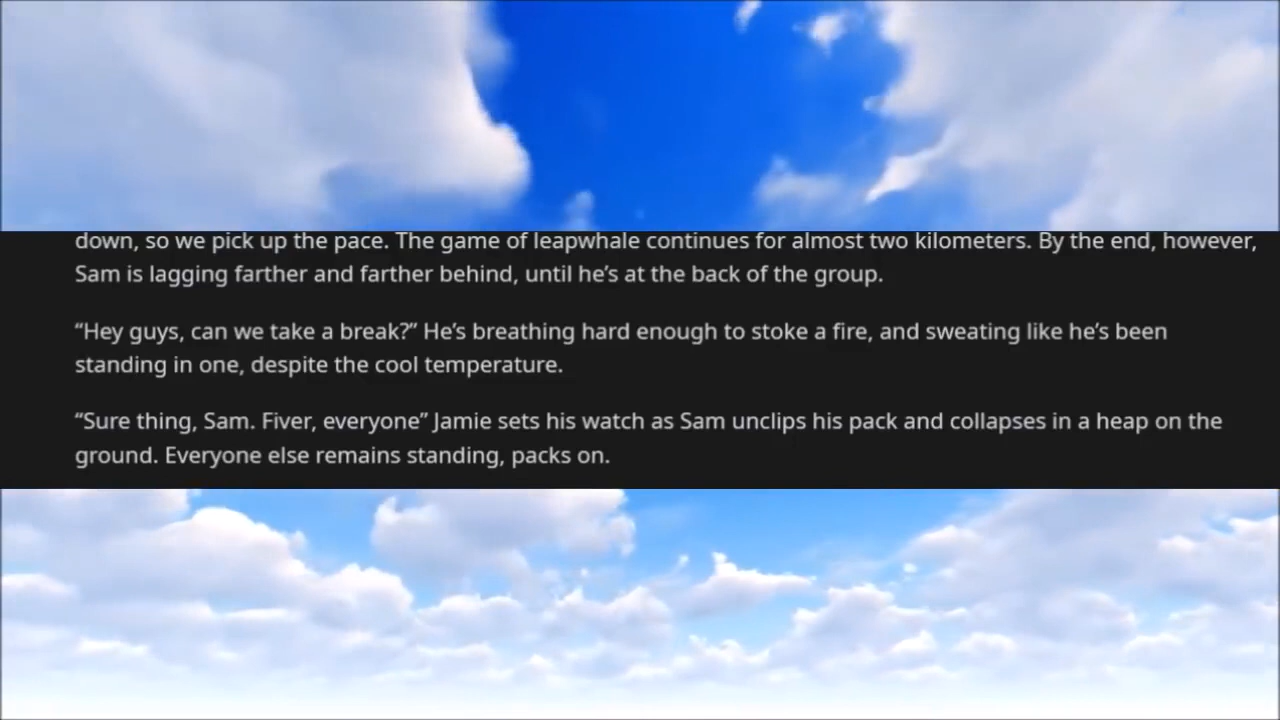 down, so we pick up the pace. The game of leapwhale continues for almost two kilometers. By the end, however,
Sam is lagging farther and farther behind, until he’s at the back of the group.
“Hey guys, can we take a break?” He’s breathing hard enough to stoke a fire, and sweating like he’s been
standing in one, despite the cool temperature.
“Sure thing, Sam. Fiver, everyone” Jamie sets his watch as Sam unclips his pack and collapses in a heap on the
ground. Everyone else remains standing, packs on.